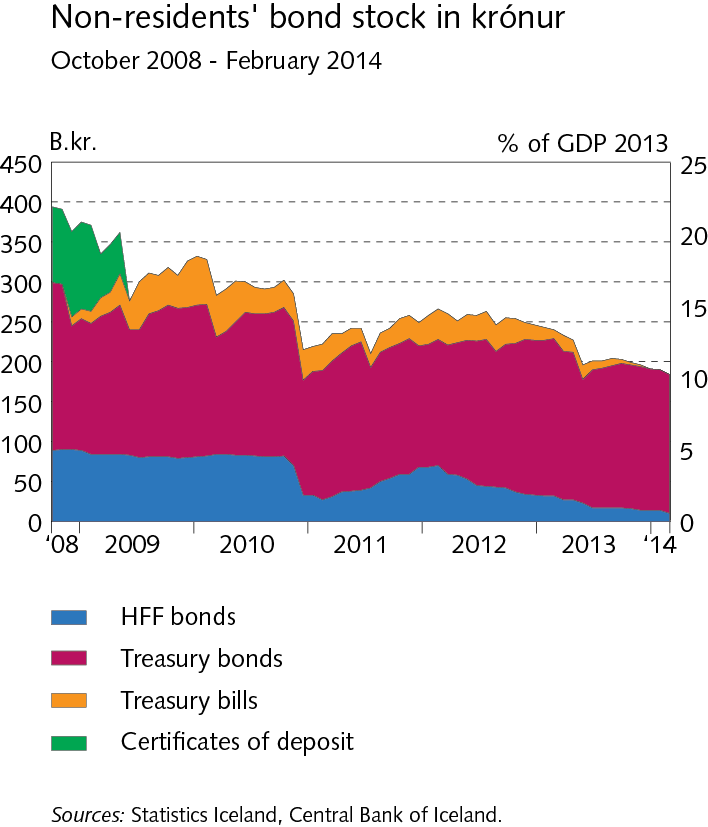 Non-residents' bond stock in krónur
October 2008 - February 2014
B.kr. % of GDP 2013
450 25
400
350 20
300
250 15
200
150 10
100
50 5
0 0
‘08 2009 2010 2011 2012 2013 ‘14
HFF bonds
Treasury bonds
Treasury bills
Certificates of deposit
Sources: Statistics Iceland, Central Bank of Iceland.